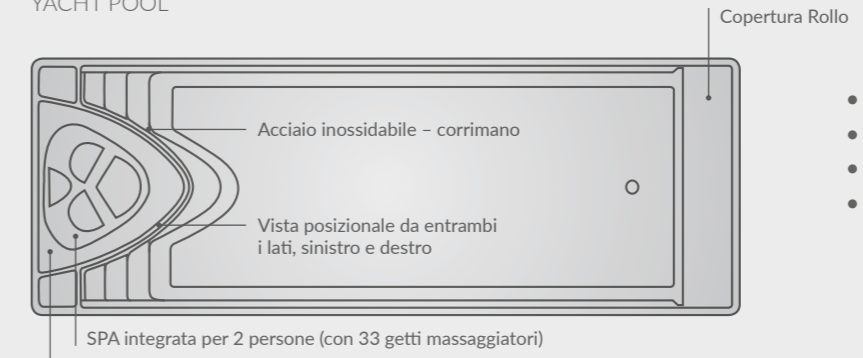 YACHT POOL
Copertura Rollo
Acciaio inossidabile – corrimano
Vista posizionale da entrambi
i lati, sinistro e destro
SPA integrata per 2 persone (con 33 getti massaggiatori)